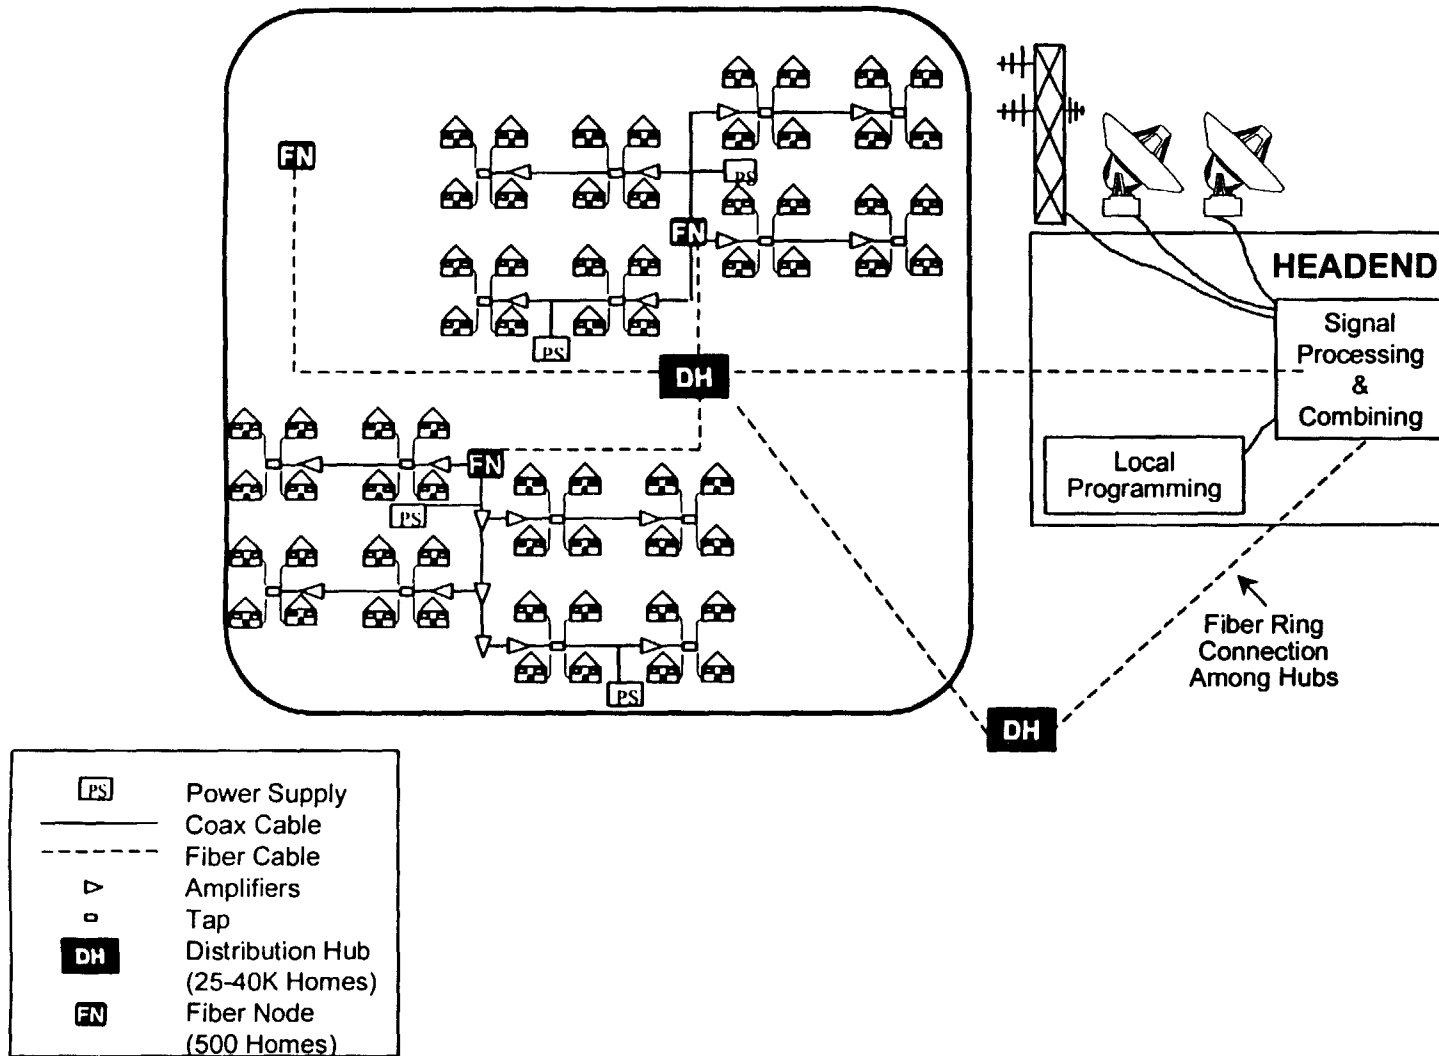 FN
PS
FN
PS
DH
FN
PS
PS
HEADEND
Signal
Processing
&
Combining
Local
Programming
Fiber Ring
Connection
Among Hubs
DH
PS Power Supply
Coax Cable
Fiber Cable
Amplifiers
Tap
DH Distribution Hub
(25-40K Homes)
FN Fiber Node
(500 Homes)